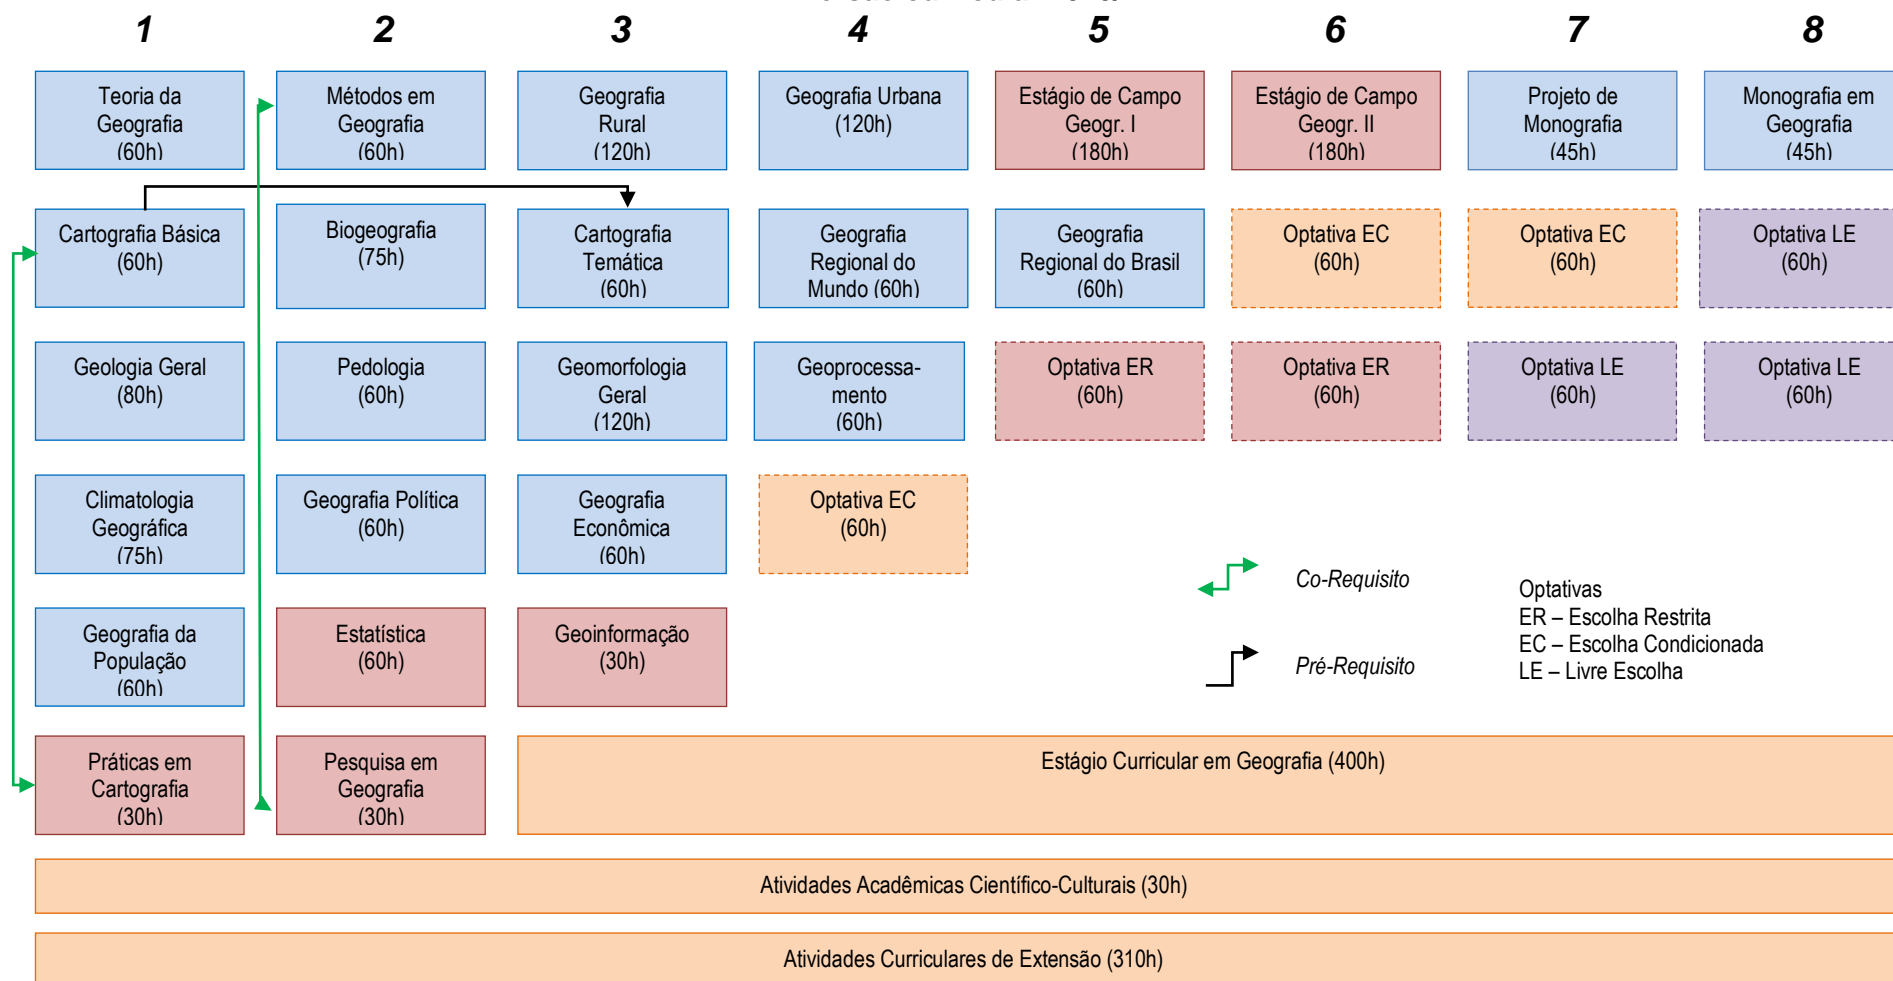 1 2 3 4 5 6 7 8
Teoria da
Geografia
(60h)
Métodos em
Geografia
(60h)
Geografia
Rural
(120h)
Geografia Urbana
(120h)
Estágio de Campo
Geogr. I
(180h)
Estágio de Campo
Geogr. II
(180h)
Projeto de
Monografia
(45h)
Monografia em
Geografia
(45h)
Cartografia Básica
(60h)
Biogeografia
(75h)
Cartografia
Temática
(60h)
Geografia
Regional do
Mundo (60h)
Geografia
Regional do Brasil
(60h)
Optativa EC
(60h)
Optativa EC
(60h)
Optativa LE
(60h)
Geologia Geral
(80h)
Pedologia
(60h)
Geomorfologia
Geral
(120h)
Geoprocessa-
mento
(60h)
Optativa ER
(60h)
Optativa ER
(60h)
Optativa LE
(60h)
Optativa LE
(60h)
Climatologia
Geográfica
(75h)
Geografia Política
(60h)
Geografia
Econômica
(60h)
Optativa EC
(60h)
Geografia da
População
(60h)
Estatística
(60h)
Geoinformação
(30h)
Co-Requisito
Pré-Requisito
Optativas
ER – Escolha Restrita
EC – Escolha Condicionada
LE – Livre Escolha
Práticas em
Cartografia
(30h)
Pesquisa em
Geografia
(30h)
Estágio Curricular em Geografia (400h)
Atividades Acadêmicas Científico-Culturais (30h)
Atividades Curriculares de Extensão (310h)